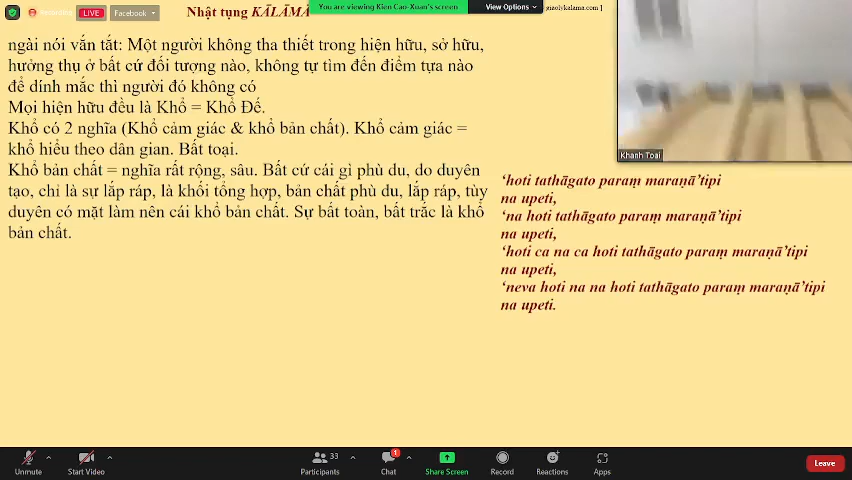 LIVE
Facebook
Nhật tụng KĀLĀMA
You are viewing Kien Cao-Xuan's screen
View Options
giaolykalama.com ]
ngài nói vắn tắt: Một người không tha thiết trong hiện hữu, sở hữu,
hưởng thụ ở bất cứ đối tượng nào, không tự tìm đến điểm tựa nào
để dính mắc thì người đó không có
Mọi hiện hữu đều là Khổ = Khổ Đế.
Khổ có 2 nghĩa (Khổ cảm giác & khổ bản chất). Khổ cảm giác =
khổ hiểu theo dân gian. Bất toại.
Khổ bản chất = nghĩa rất rộng, sâu. Bất cứ cái gì phù du, do duyên
tạo, chỉ là sự lắp ráp, là khối tổng hợp, bản chất phù du, lắp ráp, tùy
duyên có mặt làm nên cái khổ bản chất. Sự bất toàn, bất trắc là khổ
bản chất.
Khanh Toai
‘hoti tathāgato paraṃ maraṇā’tipi
na upeti,
‘na hoti tathāgato paraṃ maraṇā’tipi
na upeti,
‘hoti ca na ca hoti tathāgato paraṃ maraṇā’tipi
na upeti,
‘neva hoti na na hoti tathāgato paraṃ maraṇā’tipi
na upeti.
Unmute
Start Video
33
Participants
1
Chat
Share Screen
Record
Reactions
Apps
Leave